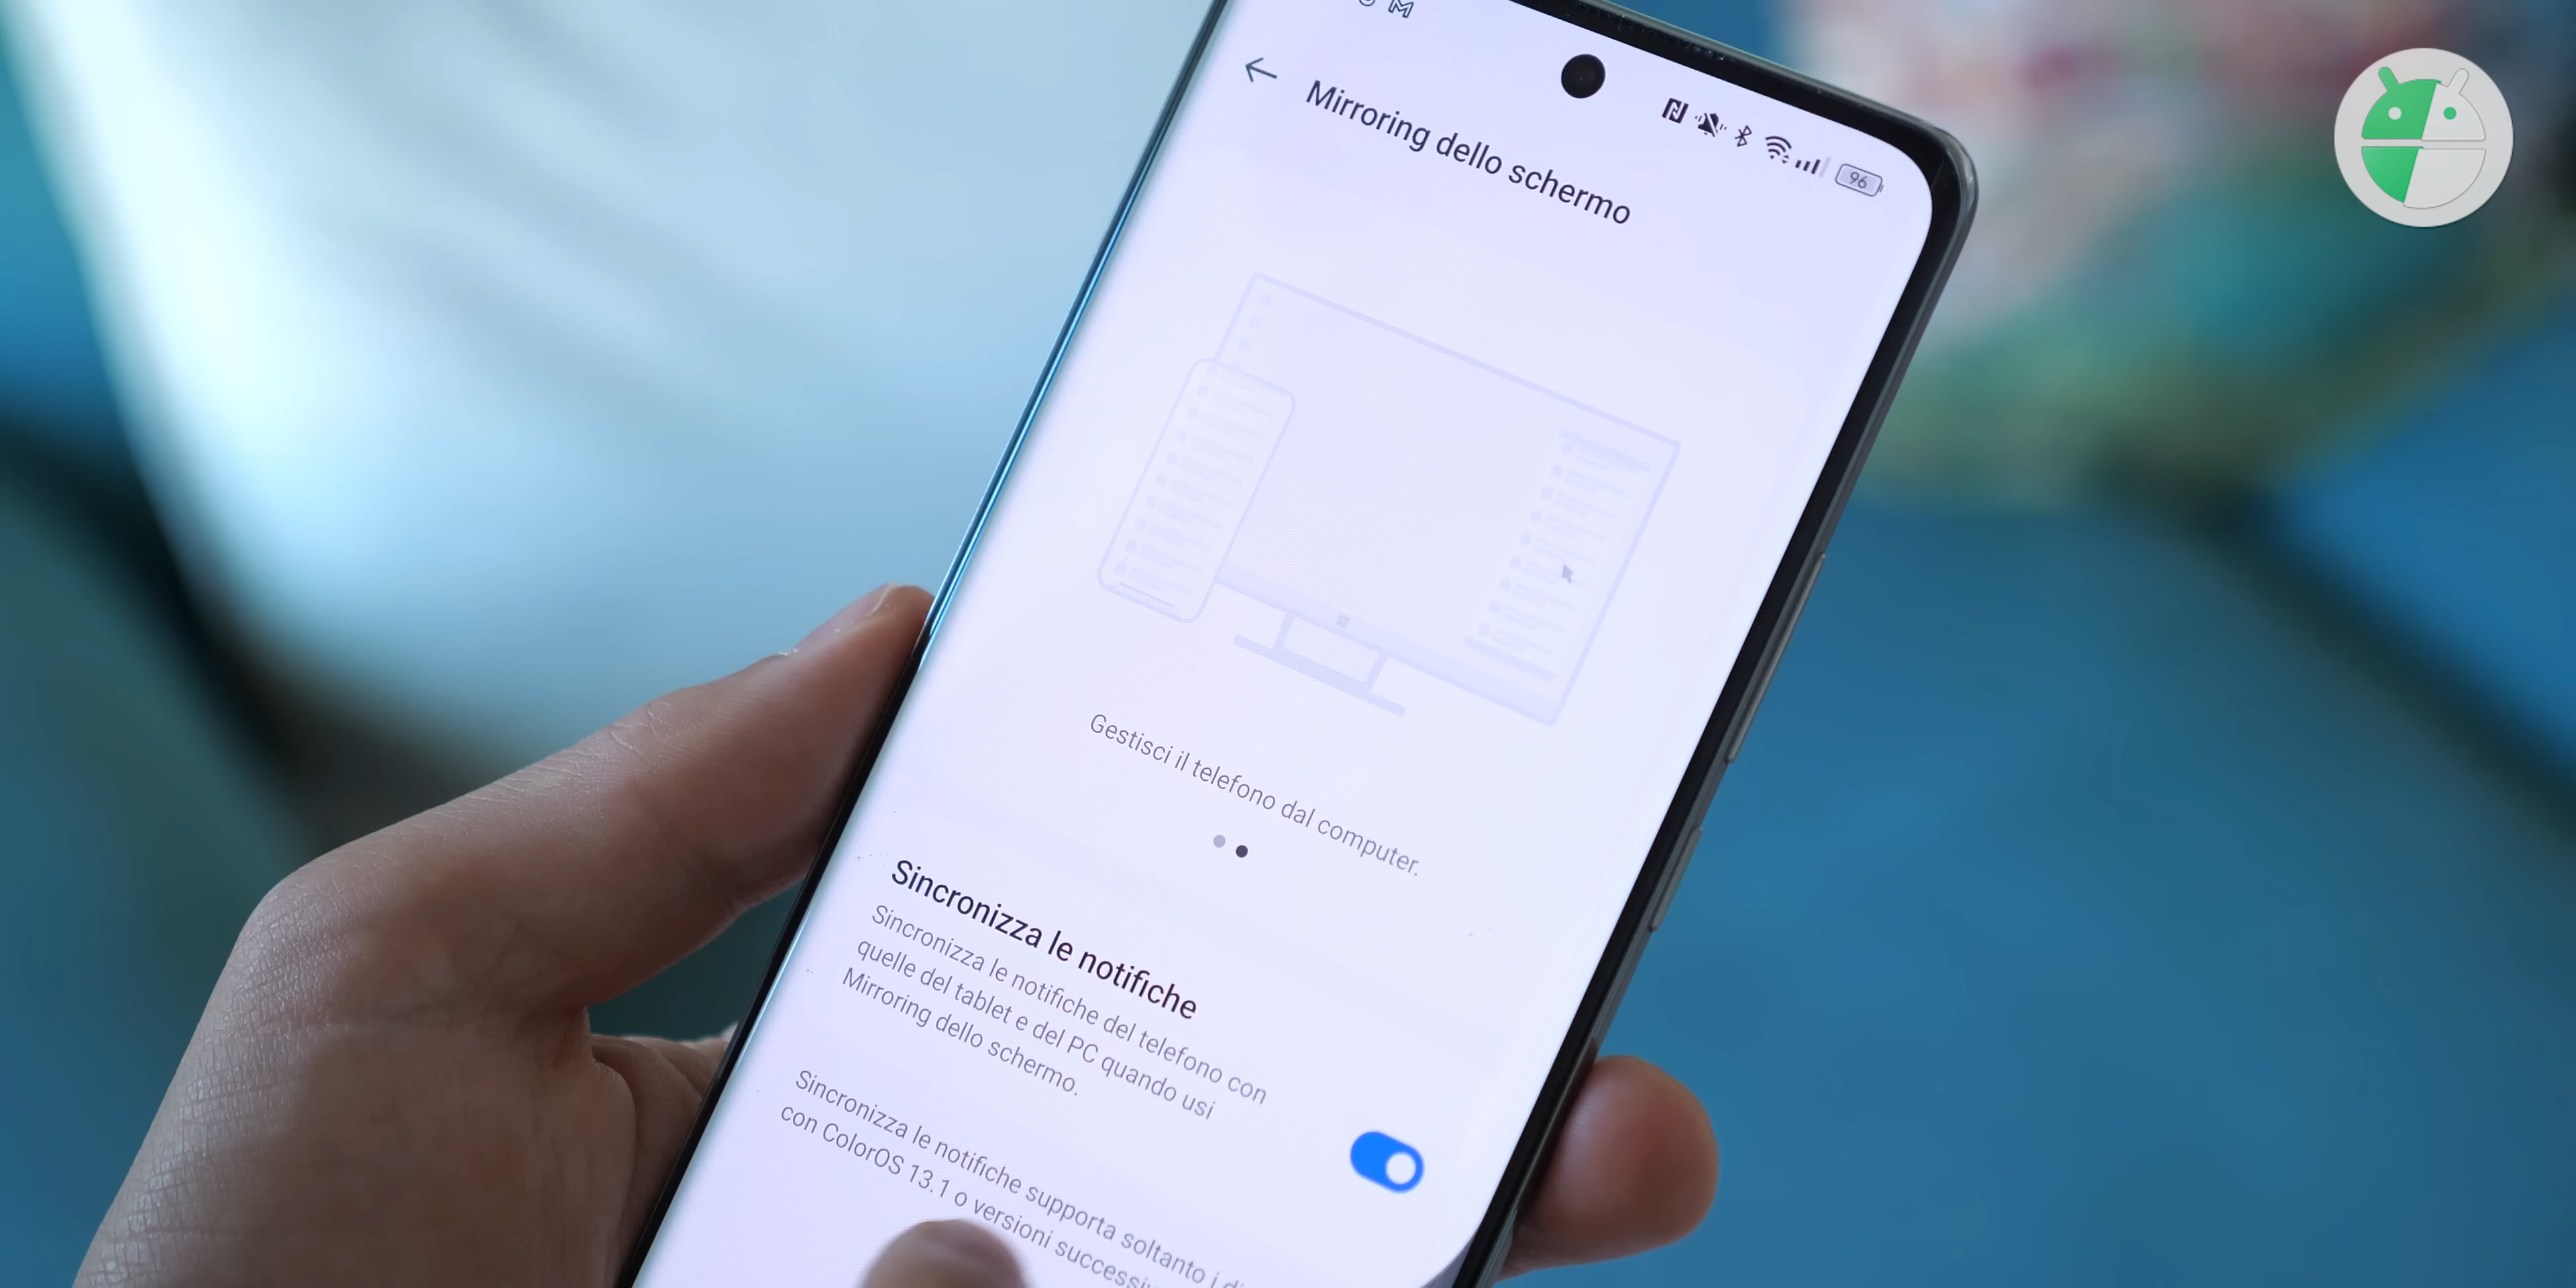 96
Mirroring dello schermo
Gestisci il telefono dal computer.
Sincronizza le notifiche
Sincronizza le notifiche del telefono con
quelle del tablet e del PC quando usi
Mirroring dello schermo.
Sincronizza le notifiche supporta soltanto i
con ColorOS 13.1 o versioni